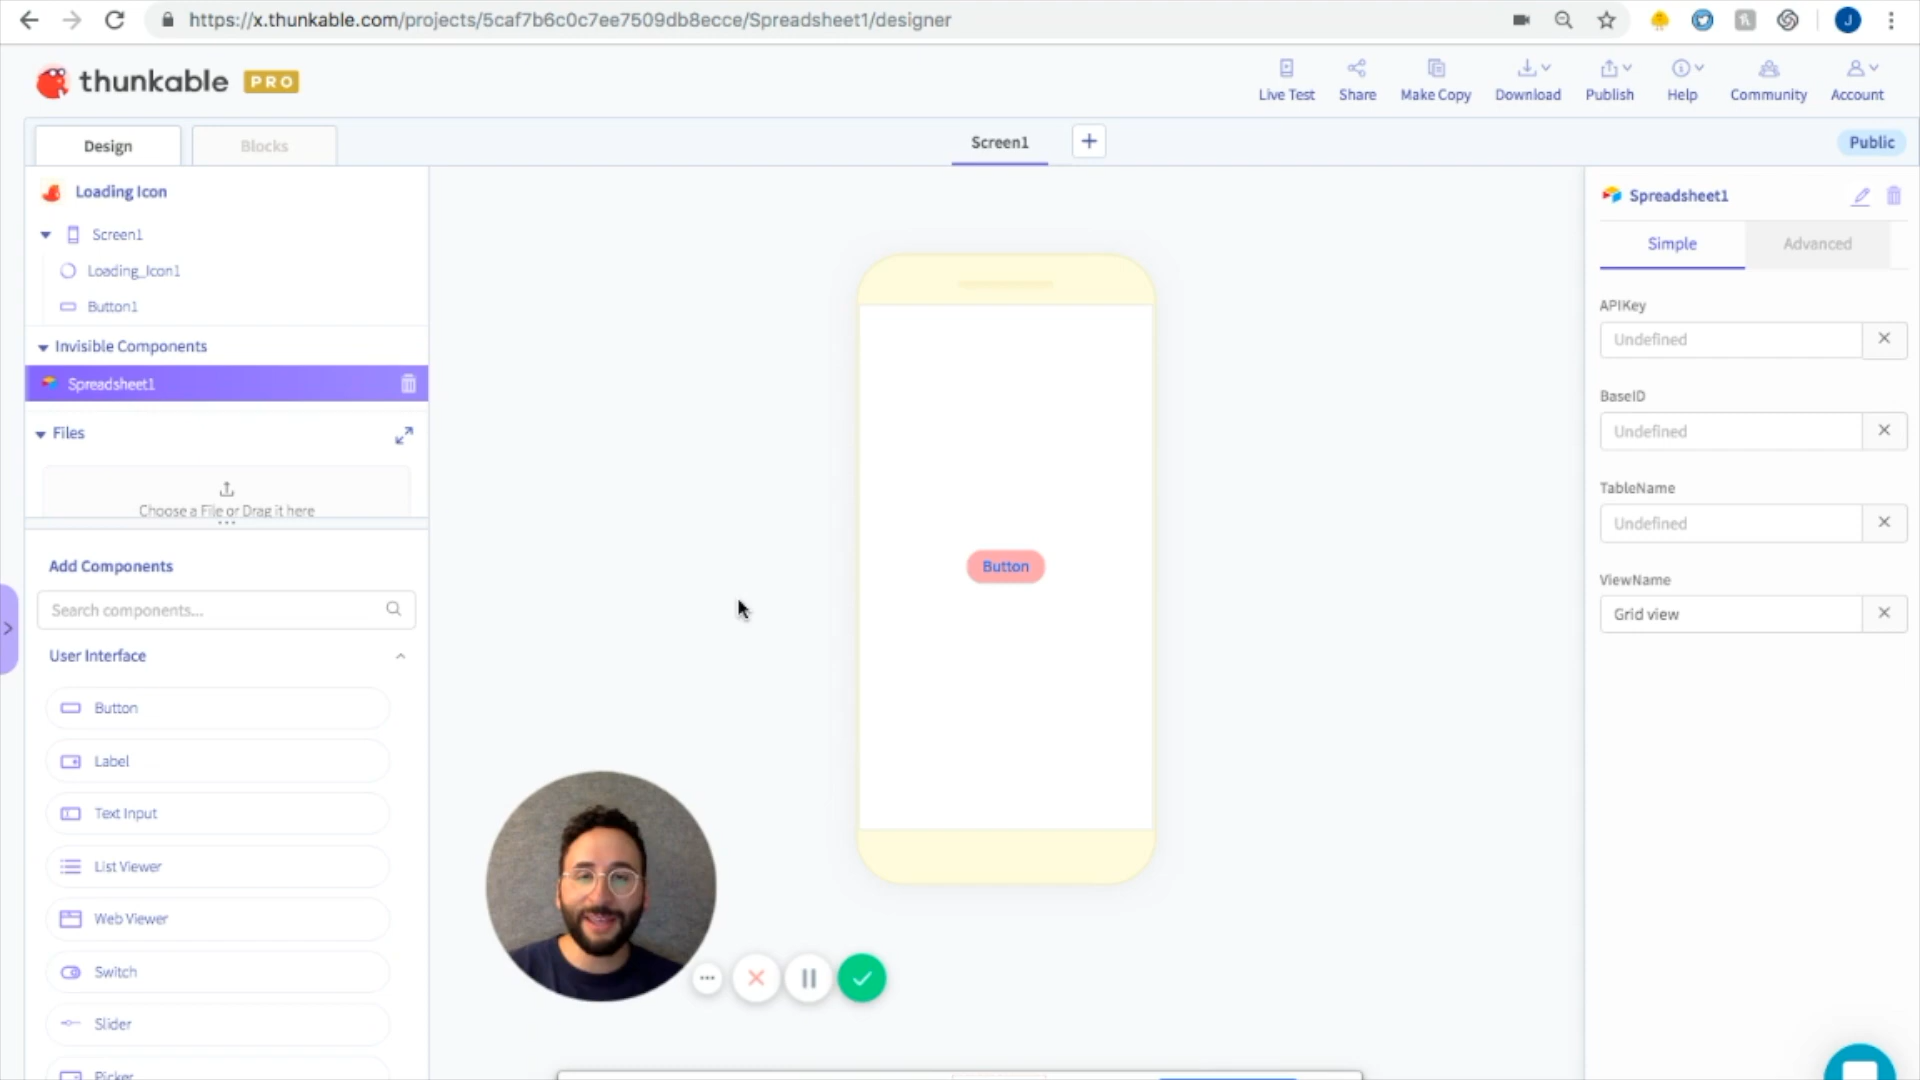 https://x.thunkable.com/projects/5caf7b6c0c7ee7509db8ecce/Spreadsheet1/designer
J
thunkable PRO
Live Test
Share
Make Copy
Download
Publish
Help
Community
Account
Design
Blocks
Screen1
Public
Loading Icon
Screen1
Loading_Icon1
Button1
Invisible Components
Spreadsheet1
Files
Choose a File or Drag it here
Add Components
Search components...
User Interface
Button
Label
Text Input
List Viewer
Web Viewer
Switch
Slider
Picker
Button
Spreadsheet1
Simple
Advanced
APIKey
Undefined
BaseID
Undefined
TableName
Undefined
ViewName
Grid view